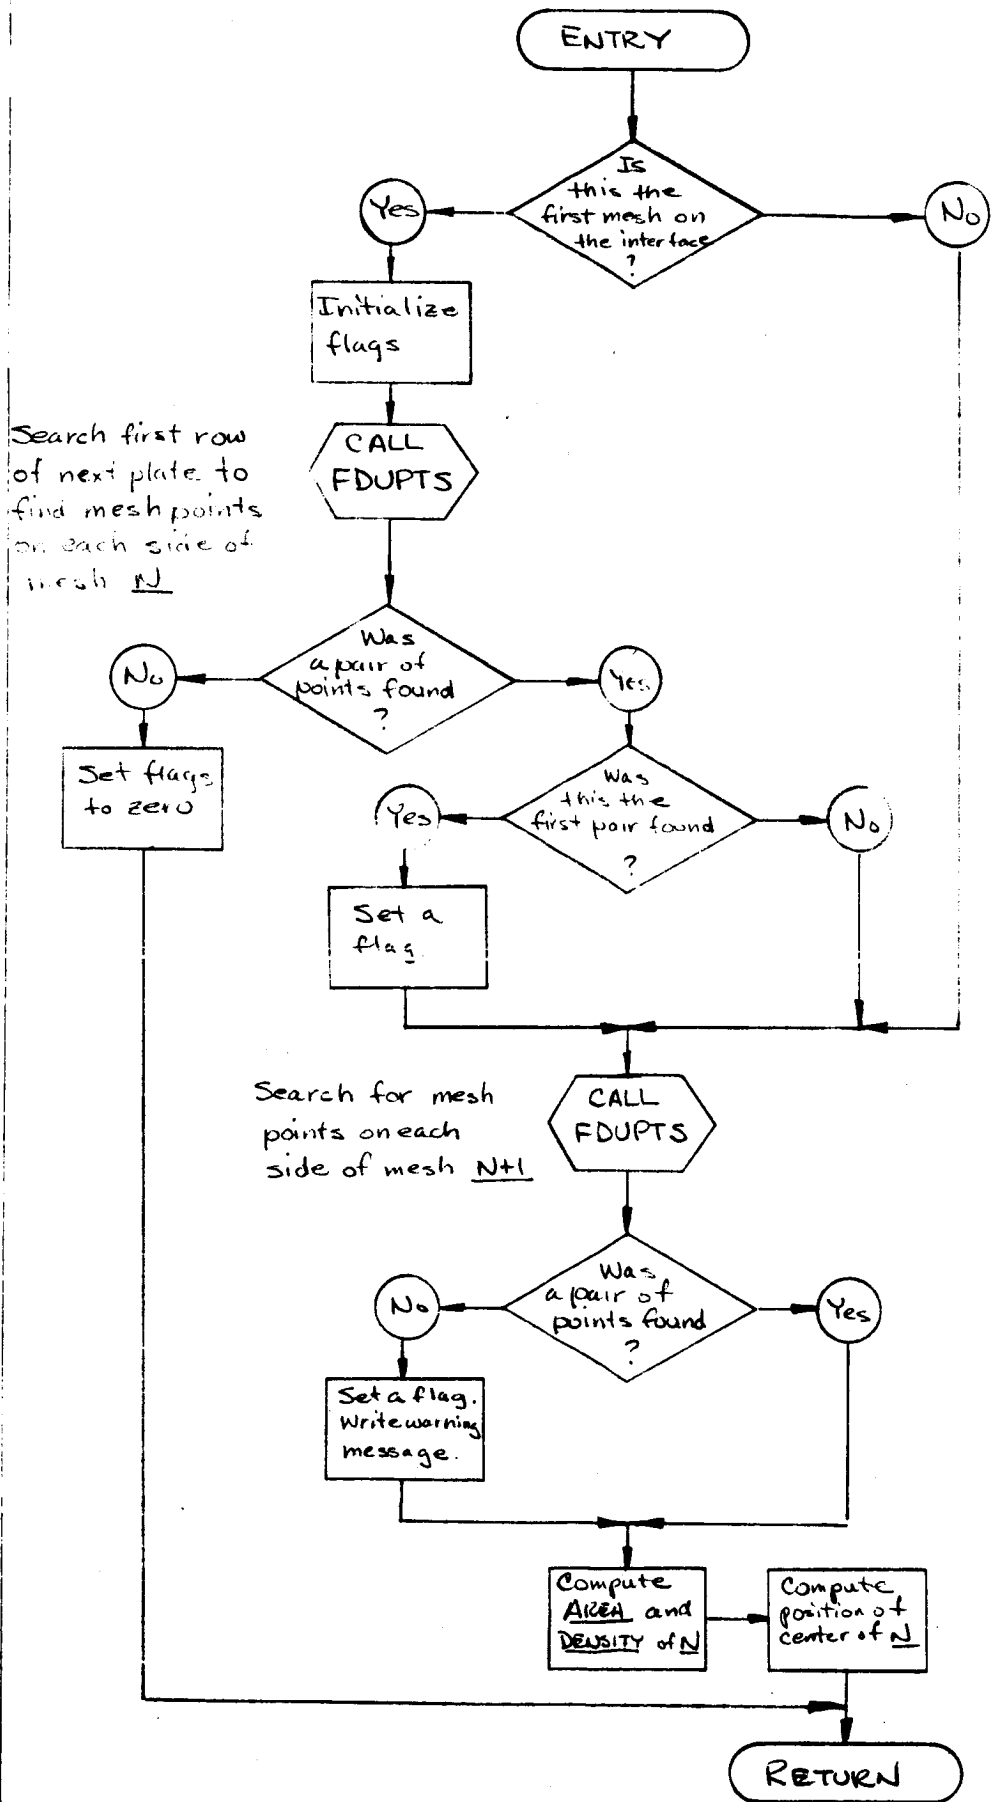 ENTRY
Is
this the
first mesh on
the interface
?
Yes
No
Initialize
flags
CALL
FDUPTS
Search first row
of next plate to
find mesh points
on each side of
mesh N
Was
a pair of
points found
?
No
Yes
Set flags
to zero
Was
this the
first pair found
?
Yes
No
Set a
flag.
CALL
FDUPTS
Search for mesh
points on each
side of mesh N+1
Was
a pair of
points found
?
No
Yes
Set a flag.
Write warning
message.
Compute
AREA and
DENSITY of N
Compute
position of
center of N
RETURN